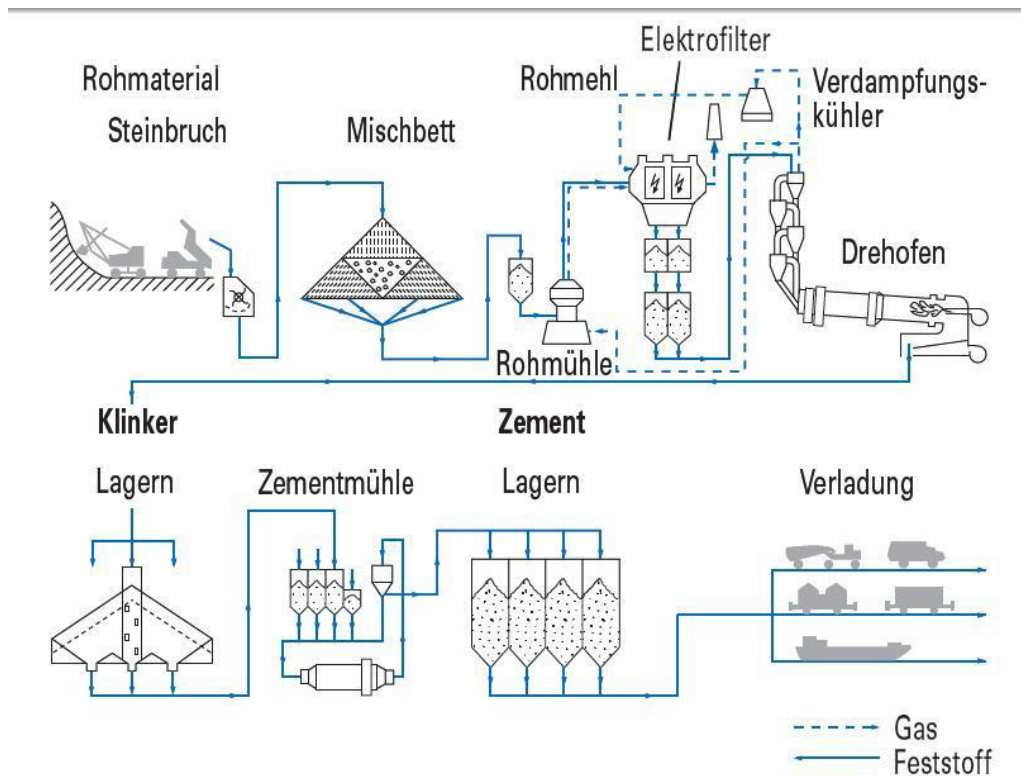 Elektrofilter
Rohmaterial
Rohmehl
Verdampfungs-
kühler
Steinbruch
Mischbett
Drehofen
Rohmühle
Klinker
Zement
Lagern
Zementmühle
Lagern
Verladung
Gas
Feststoff